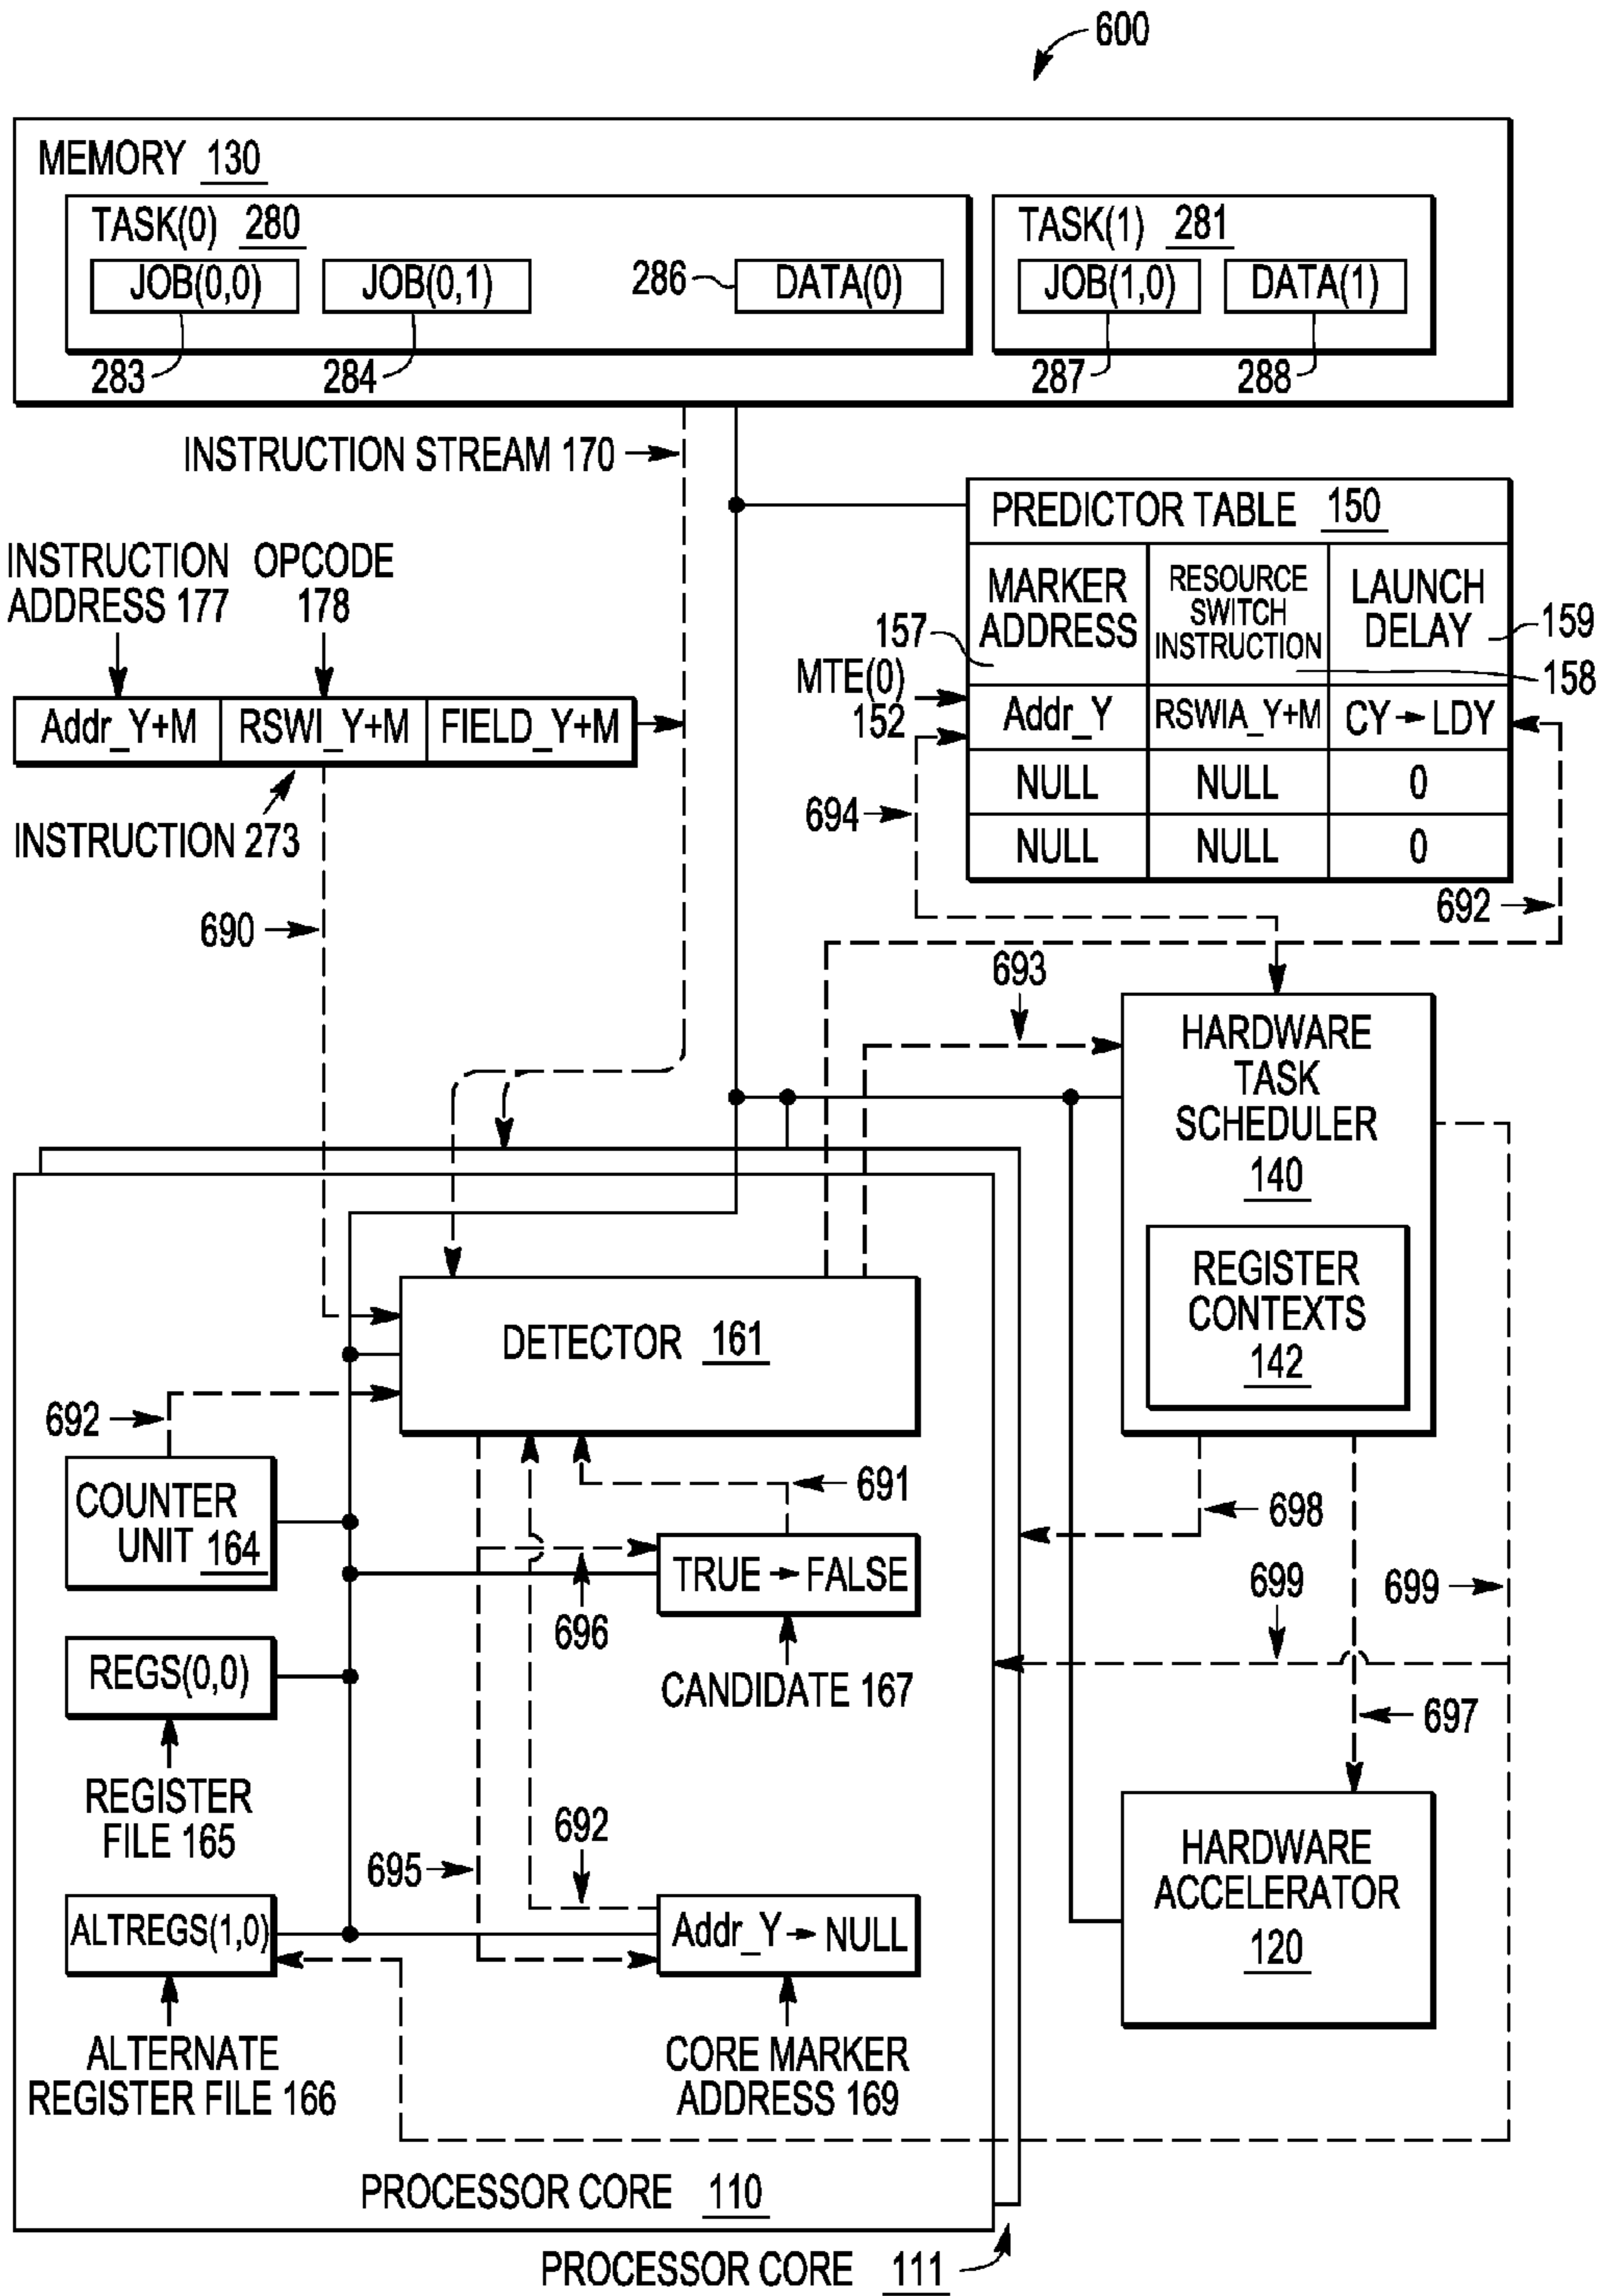 600
MEMORY 130
TASK(0) 280
JOB(0,0)
JOB(0,1)
286
DATA(0)
283
284
TASK(1) 281
JOB(1,0)
DATA(1)
287
288
INSTRUCTION STREAM 170
INSTRUCTION
ADDRESS 177
OPCODE
178
Addr_Y+M
RSWI_Y+M
FIELD_Y+M
INSTRUCTION 273
PREDICTOR TABLE 150
MARKER
ADDRESS
RESOURCE
SWITCH
INSTRUCTION
LAUNCH
DELAY
157
159
158
MTE(0)
152
Addr_Y
RSWIA_Y+M
CY→LDY
NULL
NULL
0
NULL
NULL
0
694
692
690
693
HARDWARE
TASK
SCHEDULER
140
REGISTER
CONTEXTS
142
DETECTOR 161
692
COUNTER
UNIT 164
691
TRUE→FALSE
696
CANDIDATE 167
698
699
699
REGS(0,0)
REGISTER
FILE 165
697
695
692
ALTREGS(1,0)
Addr_Y→NULL
ALTERNATE
REGISTER FILE 166
CORE MARKER
ADDRESS 169
HARDWARE
ACCELERATOR
120
PROCESSOR CORE 110
PROCESSOR CORE 111